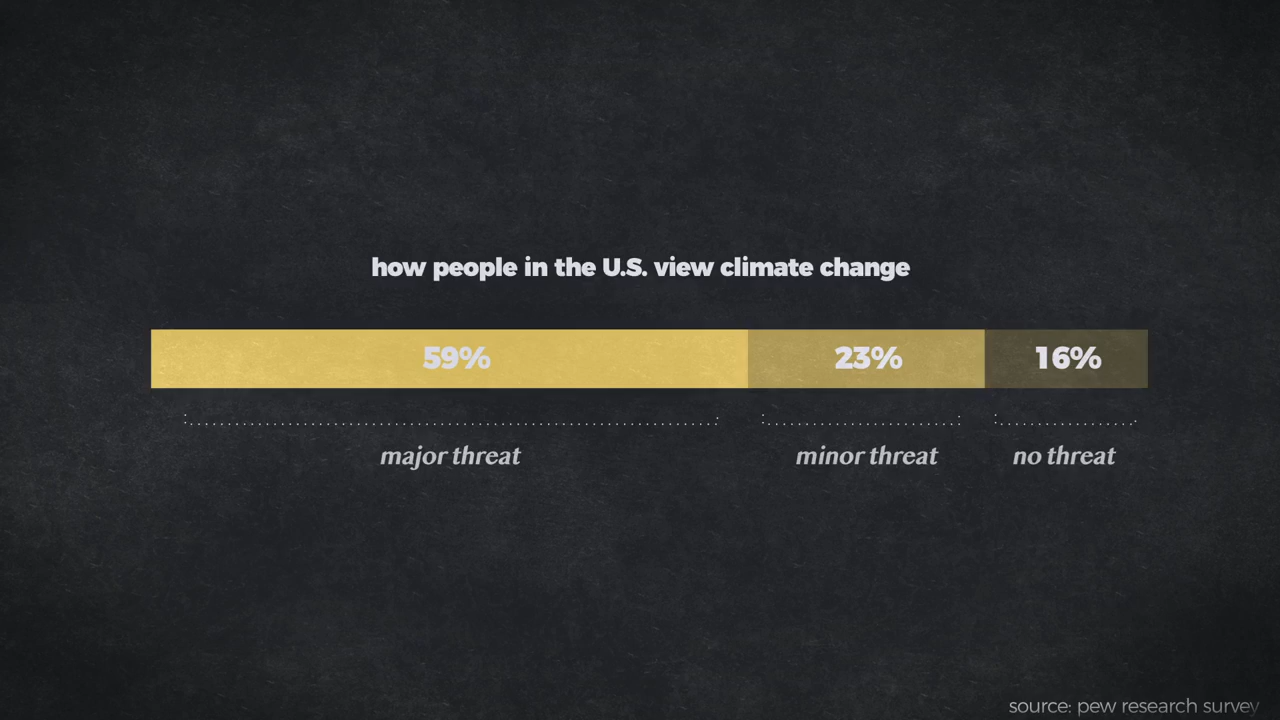 how people in the U.S. view climate change
59% 23% 16%
major threat minor threat no threat
source: pew research survey